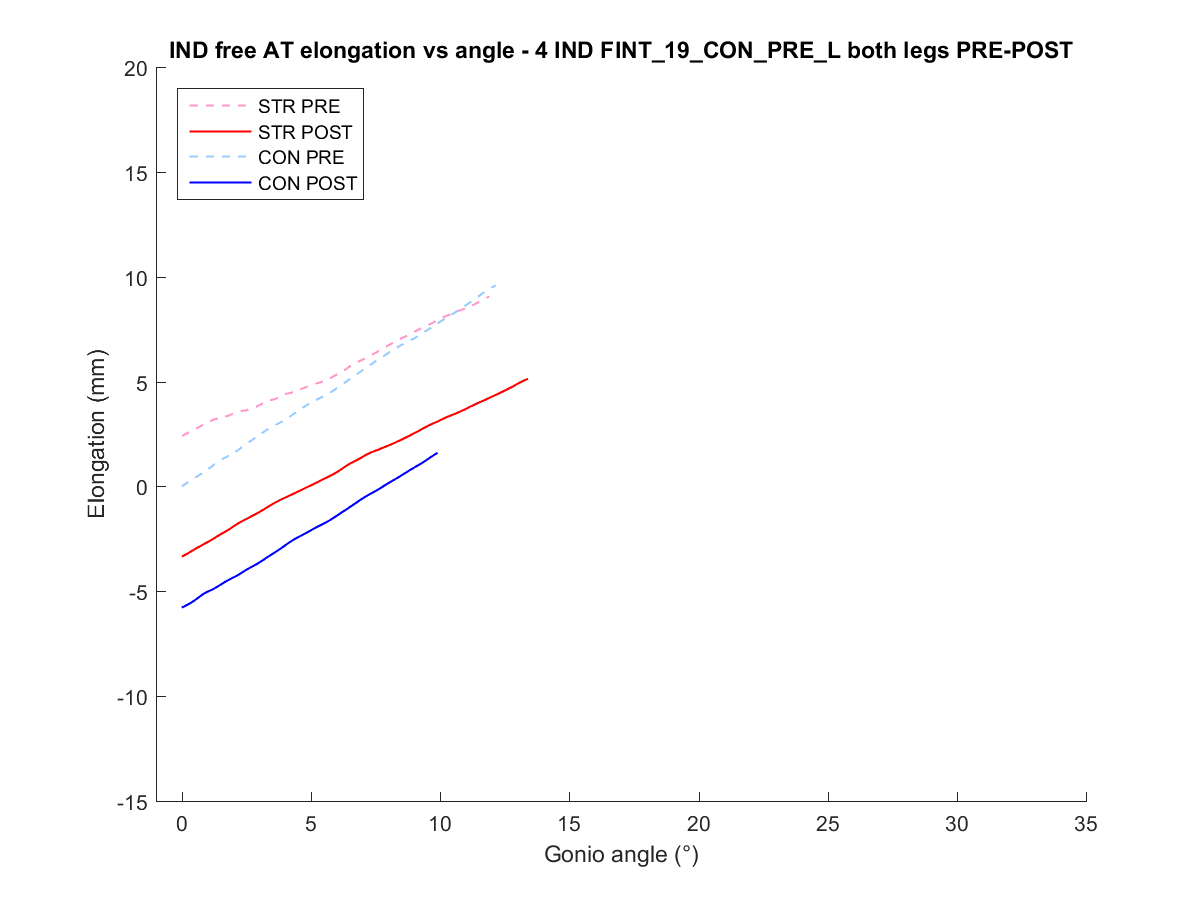 IND free AT elongation vs angle - 4 IND FINT_19_CON_PRE_L both legs PRE-POST
20
15
10
5
0
-5
-10
-15
Elongation (mm)
STR PRE
STR POST
CON PRE
CON POST
0 5 10 15 20 25 30 35
Gonio angle (°)